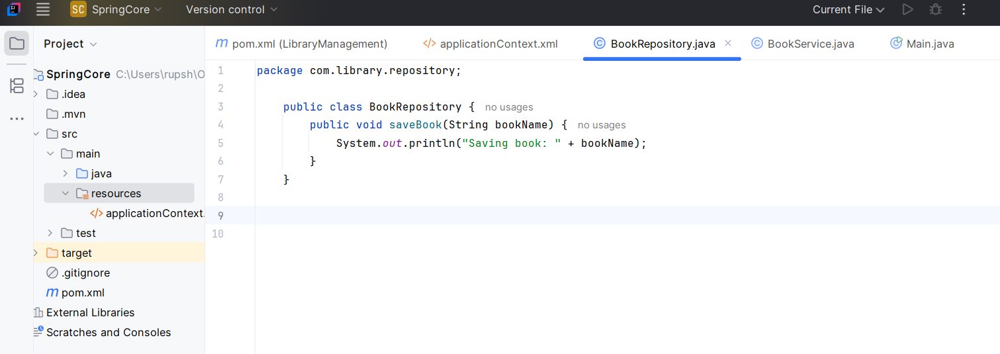 SC SpringCore Version control Current File
Project
pom.xml (LibraryManagement) applicationContext.xml BookRepository.java BookService.java Main.java
SpringCore C:\Users\rupsh\O
.idea
.mvn
src
main
java
resources
applicationContext.
test
target
.gitignore
pom.xml
External Libraries
Scratches and Consoles
1 package com.library.repository;
2
3 public class BookRepository { no usages
4 public void saveBook(String bookName) { no usages
5 System.out.println("Saving book: " + bookName);
6 }
7 }
8
9
10